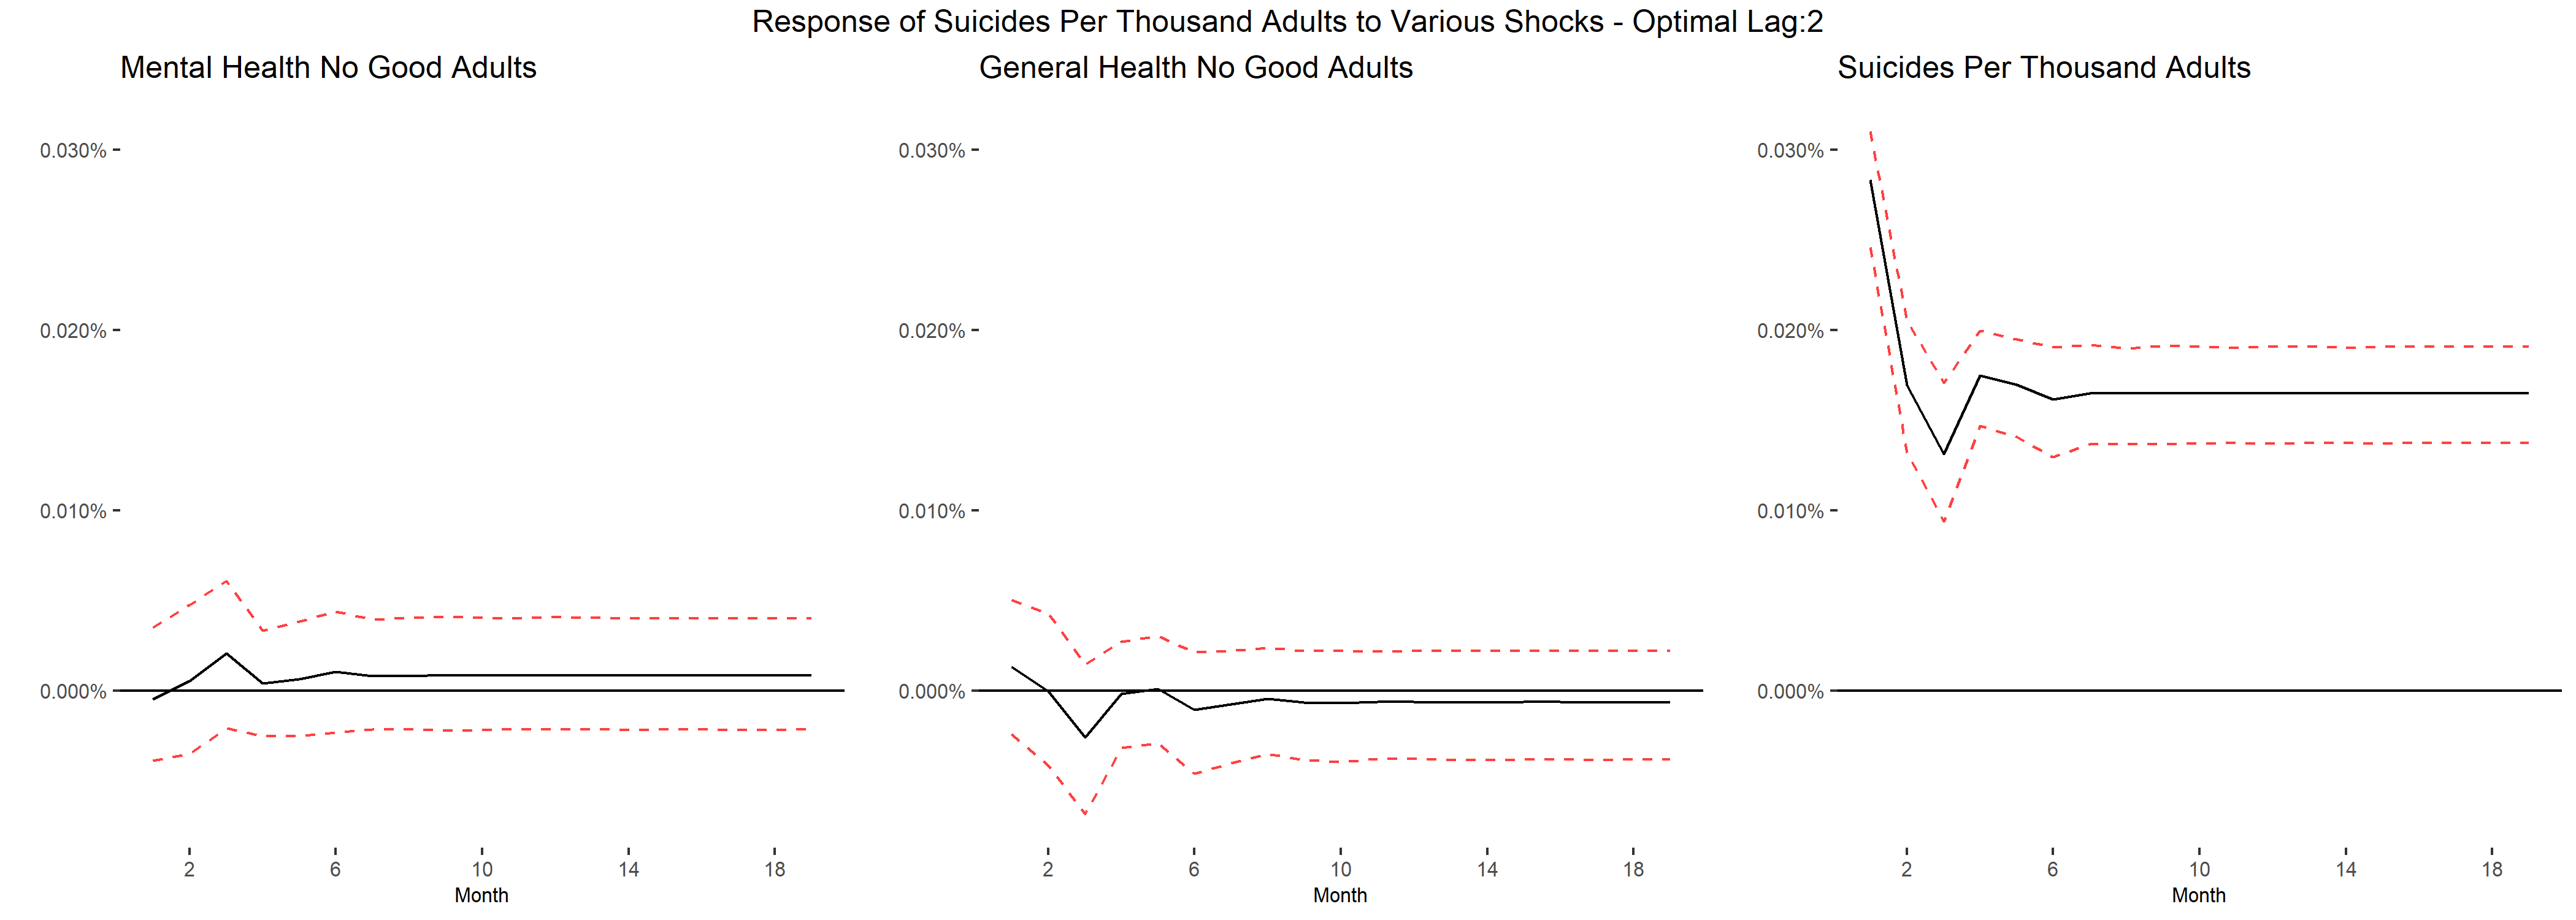 Response of Suicides Per Thousand Adults to Various Shocks - Optimal Lag:2
Mental Health No Good Adults
0.030%
0.020%
0.010%
0.000%
2 6 10 14 18
Month
General Health No Good Adults
0.030%
0.020%
0.010%
0.000%
2 6 10 14 18
Month
Suicides Per Thousand Adults
0.030%
0.020%
0.010%
0.000%
2 6 10 14 18
Month